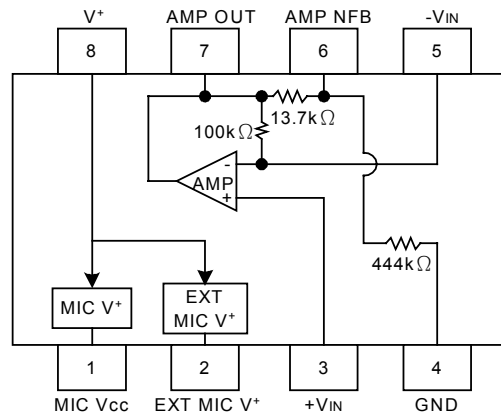 V+ AMP OUT AMP NFB -VIN
8 7 6 5
13.7kΩ
100kΩ
-
AMP
+
444kΩ
MIC V+
EXT
MIC V+
1 2 3 4
MIC Vcc EXT MIC V+ +VIN GND